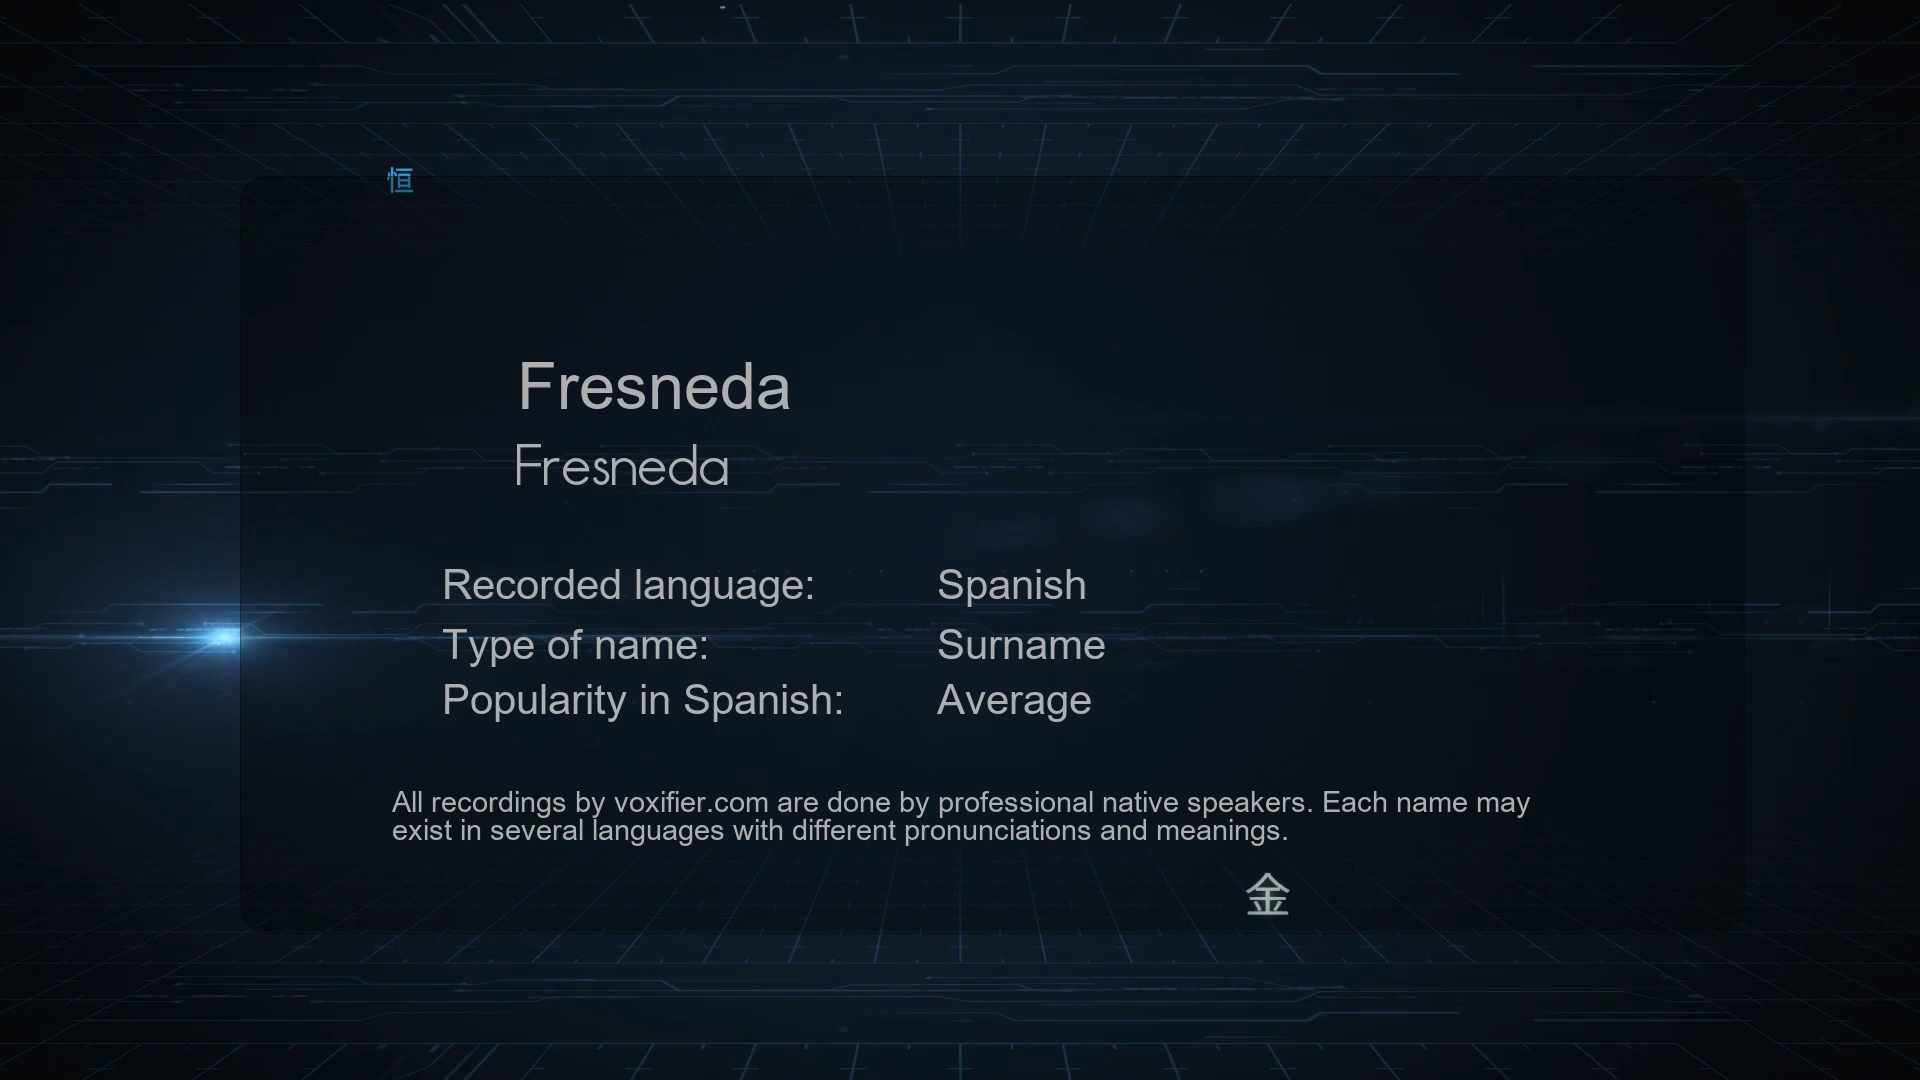 恒
Fresneda
Fresneda
Recorded language: Spanish
Type of name: Surname
Popularity in Spanish: Average
All recordings by voxifier.com are done by professional native speakers. Each name may
exist in several languages with different pronunciations and meanings.
金